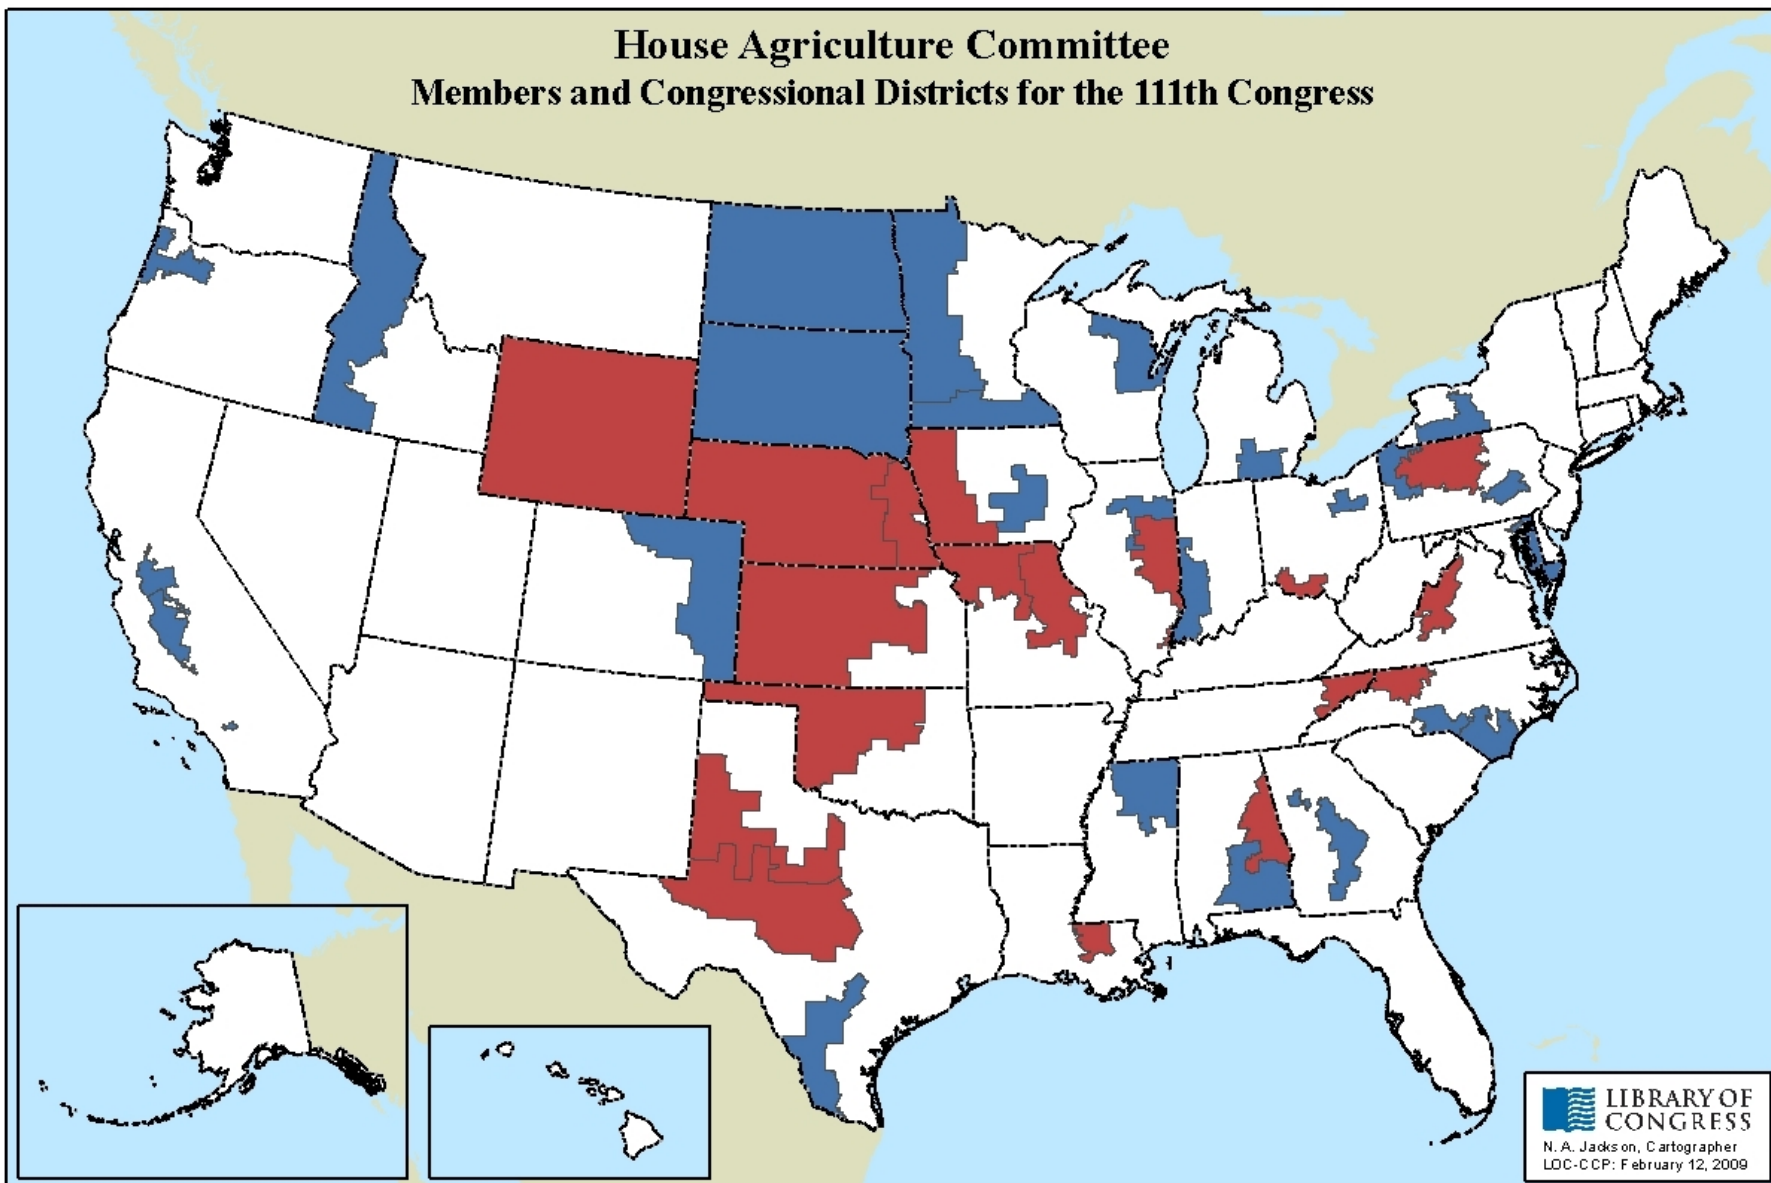 House Agriculture Committee
Members and Congressional Districts for the 111th Congress
LIBRARY OF
CONGRESS
N. A. Jackson, Cartographer
LOC-CCP: February 12, 2009